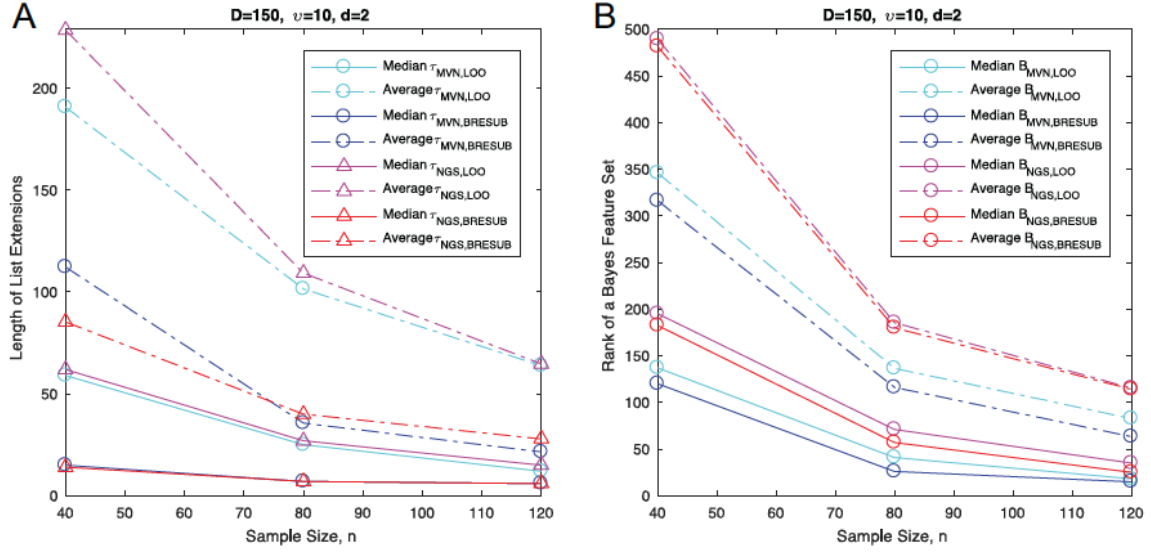 A
D=150, υ=10, d=2
Length of List Extensions
200
150
100
50
0
40 50 60 70 80 90 100 110 120
Sample Size, n
Median τMVN,LOO
Average τMVN,LOO
Median τMVN,BRESUB
Average τMVN,BRESUB
Median τNGS,LOO
Average τNGS,LOO
Median τNGS,BRESUB
Average τNGS,BRESUB
B
D=150, υ=10, d=2
Rank of a Bayes Feature Set
500
450
400
350
300
250
200
150
100
50
0
40 50 60 70 80 90 100 110 120
Sample Size, n
Median BMVN,LOO
Average BMVN,LOO
Median BMVN,BRESUB
Average BMVN,BRESUB
Median BNGS,LOO
Average BNGS,LOO
Median BNGS,BRESUB
Average BNGS,BRESUB